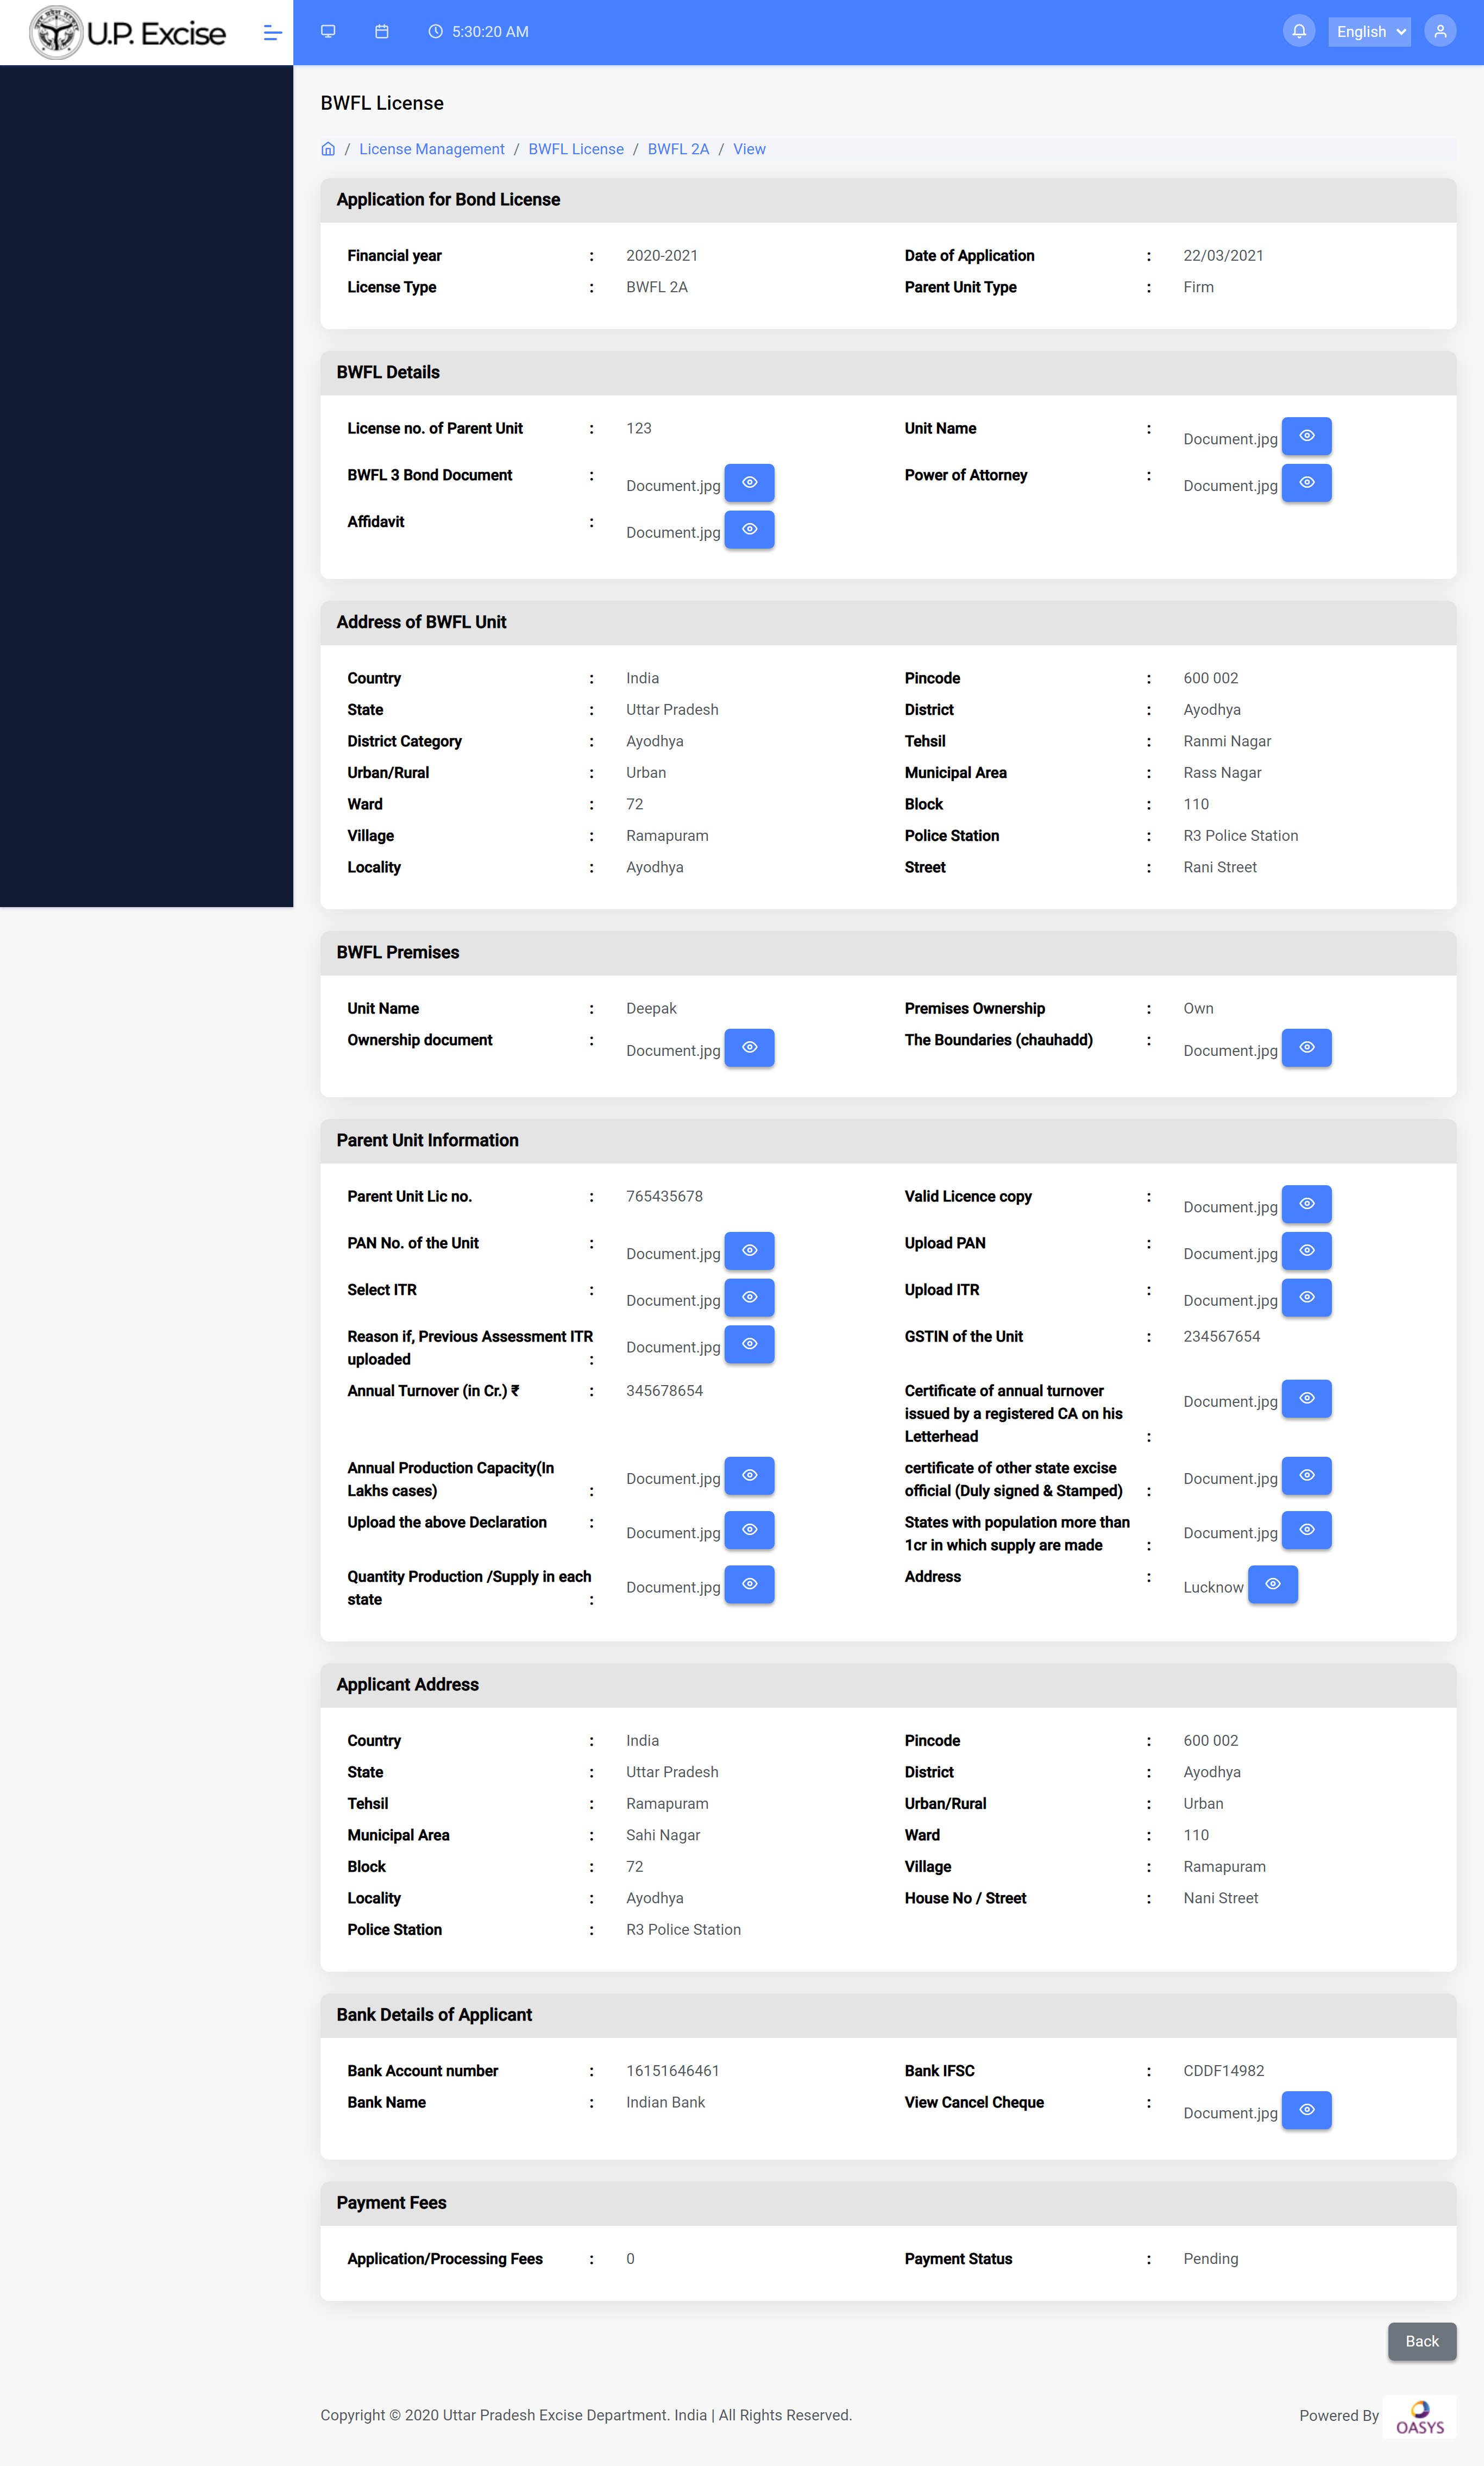 U.P. Excise
5:30:20 AM
English
BWFL License
/ License Management / BWFL License / BWFL 2A / View
Application for Bond License
Financial year : 2020-2021 Date of Application : 22/03/2021
License Type : BWFL 2A Parent Unit Type : Firm
BWFL Details
License no. of Parent Unit : 123 Unit Name : Document.jpg
BWFL 3 Bond Document : Document.jpg Power of Attorney : Document.jpg
Affidavit : Document.jpg
Address of BWFL Unit
Country : India Pincode : 600 002
State : Uttar Pradesh District : Ayodhya
District Category : Ayodhya Tehsil : Ranmi Nagar
Urban/Rural : Urban Municipal Area : Rass Nagar
Ward : 72 Block : 110
Village : Ramapuram Police Station : R3 Police Station
Locality : Ayodhya Street : Rani Street
BWFL Premises
Unit Name : Deepak Premises Ownership : Own
Ownership document : Document.jpg The Boundaries (chauhadd) : Document.jpg
Parent Unit Information
Parent Unit Lic no. : 765435678 Valid Licence copy : Document.jpg
PAN No. of the Unit : Document.jpg Upload PAN : Document.jpg
Select ITR : Document.jpg Upload ITR : Document.jpg
Reason if, Previous Assessment ITR
uploaded : Document.jpg GSTIN of the Unit : 234567654
Annual Turnover (in Cr.) ₹ : 345678654
Certificate of annual turnover
issued by a registered CA on his
Letterhead : Document.jpg
Annual Production Capacity(In
Lakhs cases) : Document.jpg
certificate of other state excise
official (Duly signed & Stamped) : Document.jpg
Upload the above Declaration : Document.jpg
States with population more than
1cr in which supply are made : Document.jpg
Quantity Production /Supply in each
state : Document.jpg
Address : Lucknow
Applicant Address
Country : India Pincode : 600 002
State : Uttar Pradesh District : Ayodhya
Tehsil : Ramapuram Urban/Rural : Urban
Municipal Area : Sahi Nagar Ward : 110
Block : 72 Village : Ramapuram
Locality : Ayodhya House No / Street : Nani Street
Police Station : R3 Police Station
Bank Details of Applicant
Bank Account number : 16151646461 Bank IFSC : CDDF14982
Bank Name : Indian Bank View Cancel Cheque : Document.jpg
Payment Fees
Application/Processing Fees : 0 Payment Status : Pending
Back
Copyright © 2020 Uttar Pradesh Excise Department. India | All Rights Reserved. Powered By OASYS